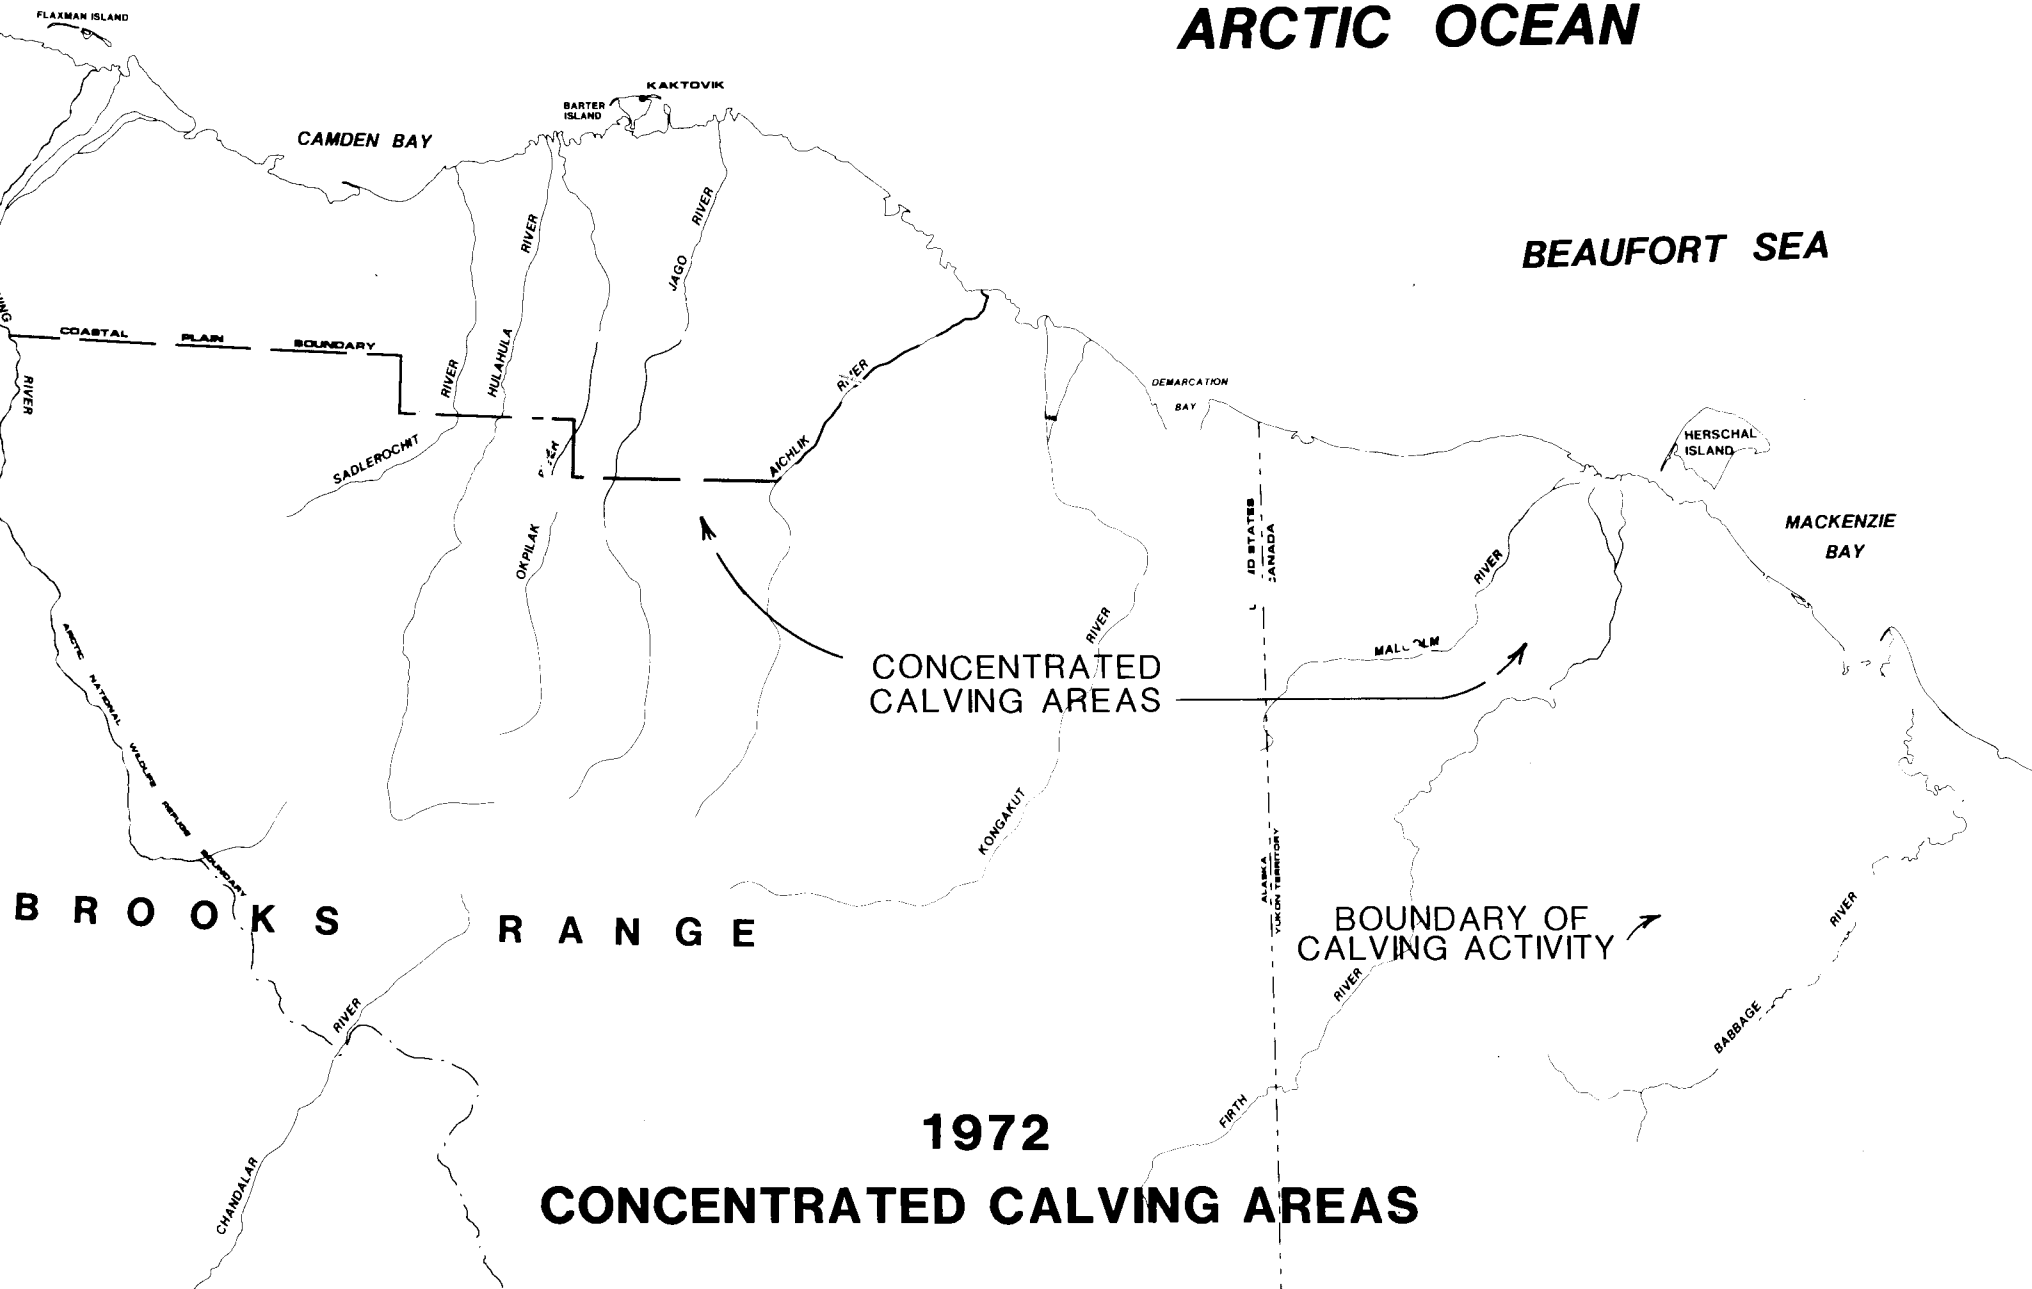 FLAXMAN ISLAND
ARCTIC OCEAN
KAKTOVIK
BARTER
ISLAND
CAMDEN BAY
BEAUFORT SEA
RIVER
RIVER
JAGO
COASTAL PLAIN BOUNDARY
RIVER
RIVER
HULAHULA
RIVER
DEMARCATION
BAY
SADLEROCHIT
AICHLIK
HERSCHAL
ISLAND
MACKENZIE
BAY
OKPILAK
STATES
RIVER
RIVER
MALCOLM
CONCENTRATED
CALVING AREAS
ARCTIC NATIONAL WILDLIFE REFUGE BOUNDARY
KONGAKUT
ALASKA
YUKON TERRITORY
BROOKS RANGE
BOUNDARY OF
CALVING ACTIVITY
RIVER
RIVER
RIVER
BABBAGE
FIRTH
CHANDALAR
1972
CONCENTRATED CALVING AREAS